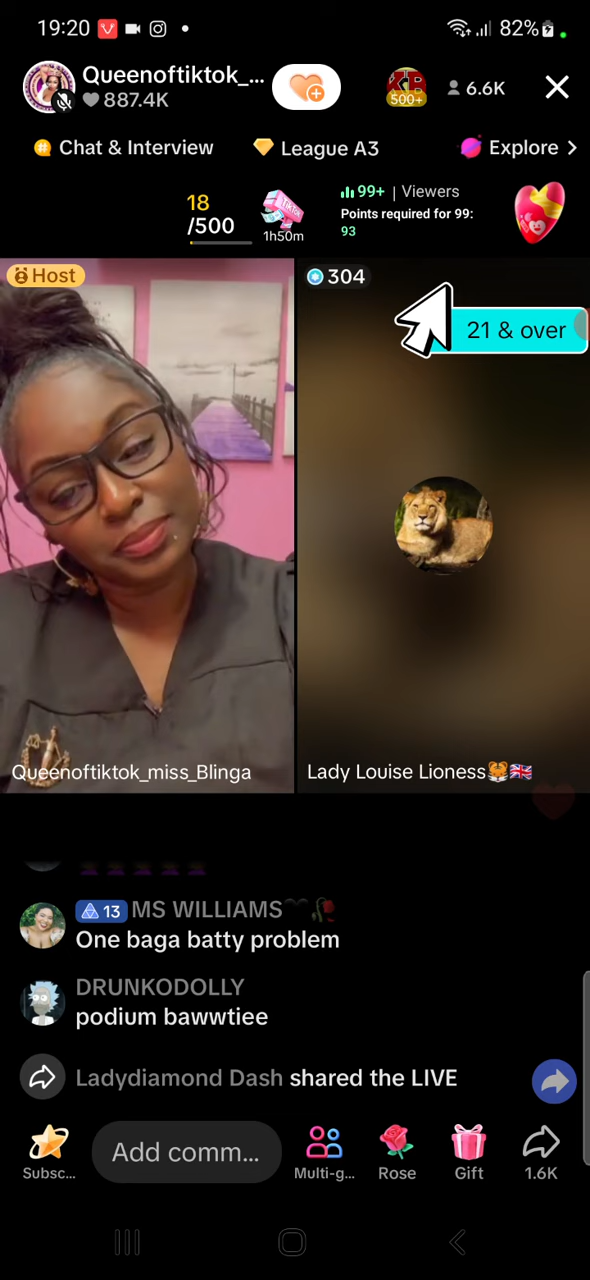 19:20
82%
Queenoftiktok_...
887.4K
500+
6.6K
Chat & Interview
League A3
Explore
18
/500
TIKTOK
1h50m
99+ | Viewers
Points required for 99:
93
Host
304
21 & over
Queenoftiktok_miss_Blinga
Lady Louise Lioness🐯🇬🇧
13 MS WILLIAMS🖤🥀
One baga batty problem
DRUNKODOLLY
podium bawwtiee
Ladydiamond Dash shared the LIVE
Add comm...
Subsc...
Multi-g...
Rose
Gift
1.6K